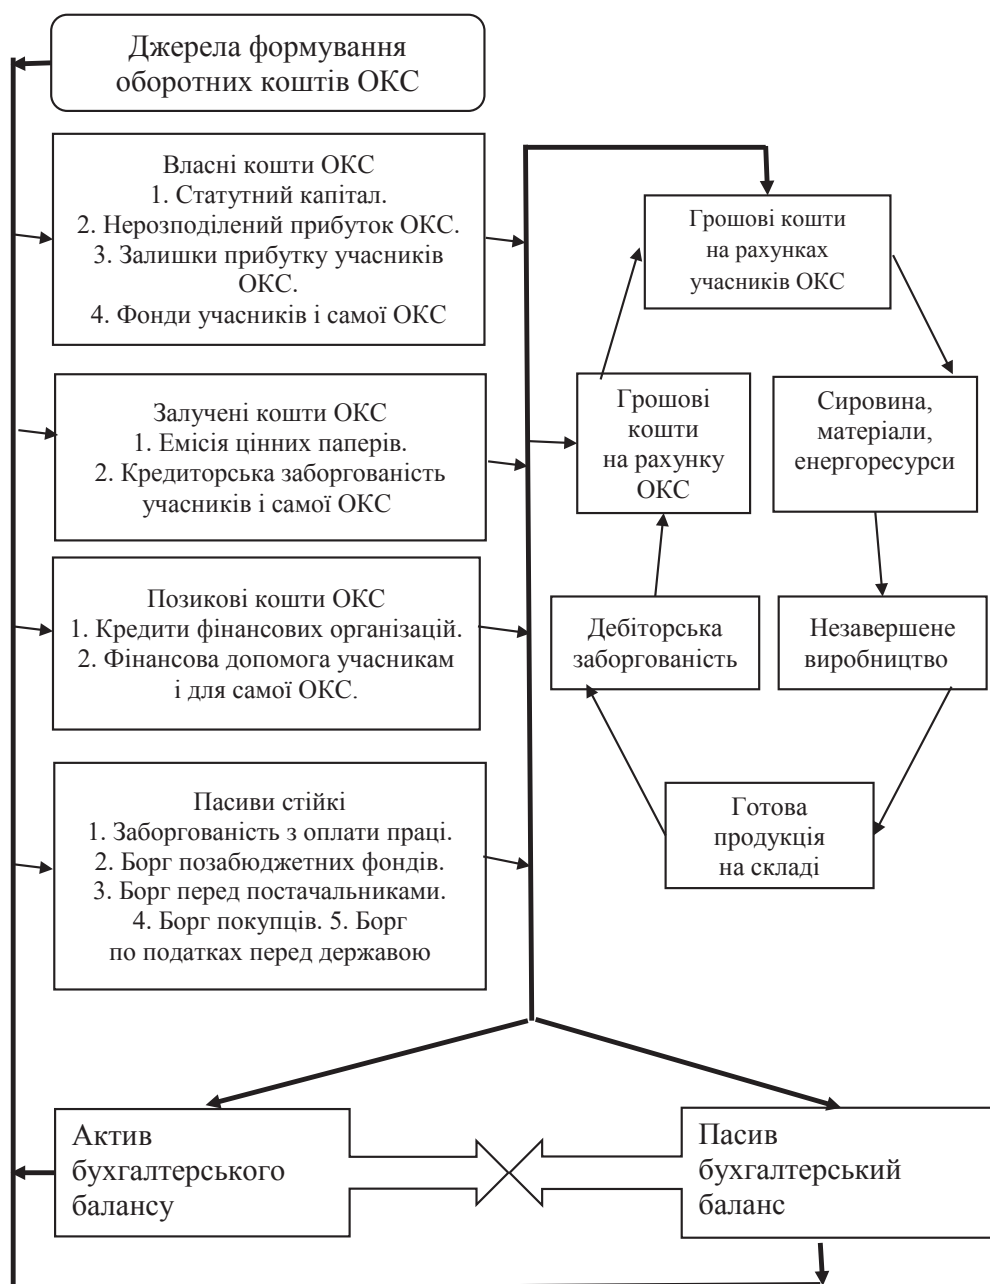 Джерела формування
оборотних коштів ОКС
Власні кошти ОКС
1. Статутний капітал.
2. Нерозподілений прибуток ОКС.
3. Залишки прибутку учасників
ОКС.
4. Фонди учасників і самої ОКС
Залучені кошти ОКС
1. Емісія цінних паперів.
2. Кредиторська заборгованість
учасників і самої ОКС
Позикові кошти ОКС
1. Кредити фінансових організацій.
2. Фінансова допомога учасникам
і для самої ОКС.
Пасиви стійкі
1. Заборгованість з оплати праці.
2. Борг позабюджетних фондів.
3. Борг перед постачальниками.
4. Борг покупців. 5. Борг
по податках перед державою
Грошові кошти
на рахунках
учасників ОКС
Грошові
кошти
на рахунку
ОКС
Сировина,
матеріали,
енергоресурси
Дебіторська
заборгованість
Незавершене
виробництво
Готова
продукція
на складі
Актив
бухгалтерського
балансу
Пасив
бухгалтерський
баланс